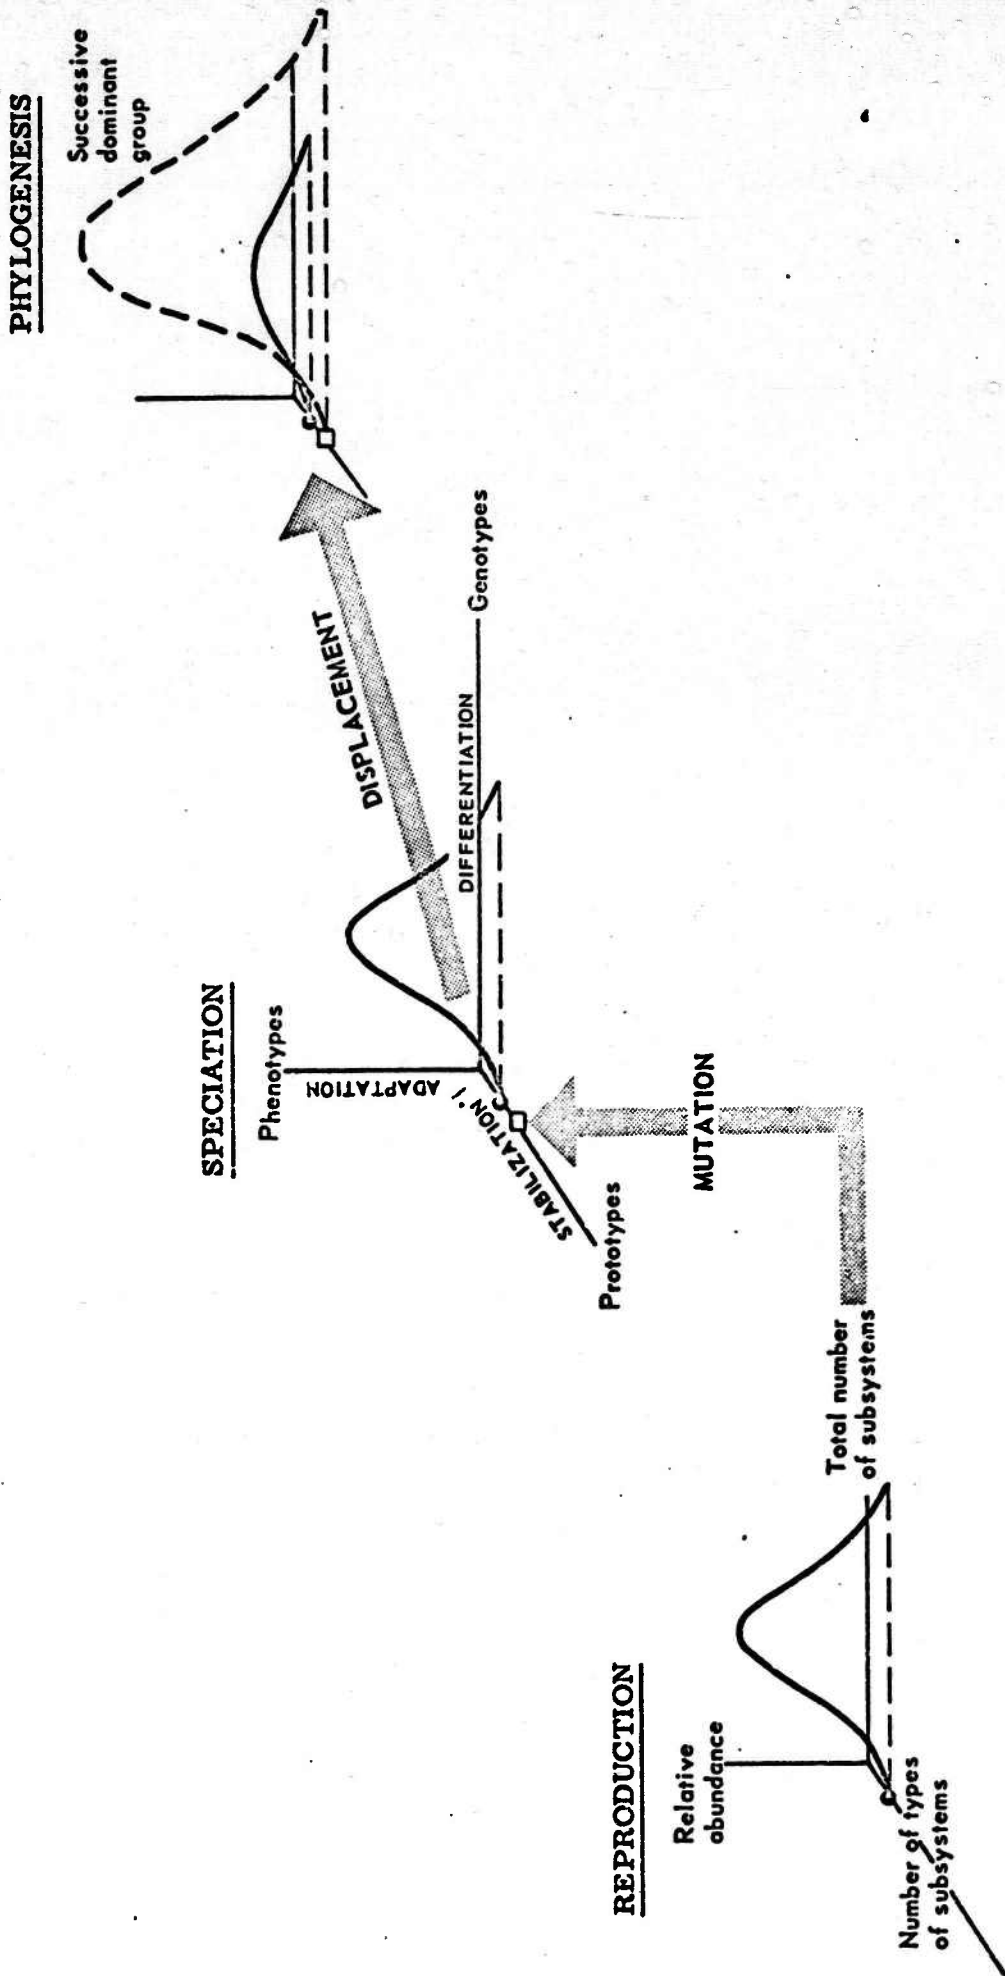 PHYLOGENESIS
Successive
dominant
group
DISPLACEMENT
SPECIATION
Phenotypes
ADAPTATION
DIFFERENTIATION
Genotypes
STABILIZATION
Prototypes
MUTATION
REPRODUCTION
Relative
abundance
Total number
of subsystems
Number of types
of subsystems